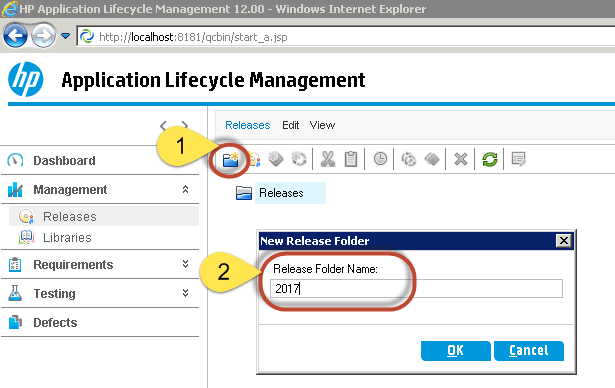 HP Application Lifecycle Management 12.00 - Windows Internet Explorer
http://localhost:8181/qcbin/start_a.jsp
hp Application Lifecycle Management
Releases Edit View
1
Dashboard
Management
Releases
Libraries
Requirements
Testing
Defects
Releases
New Release Folder
2
Release Folder Name:
2017
OK Cancel